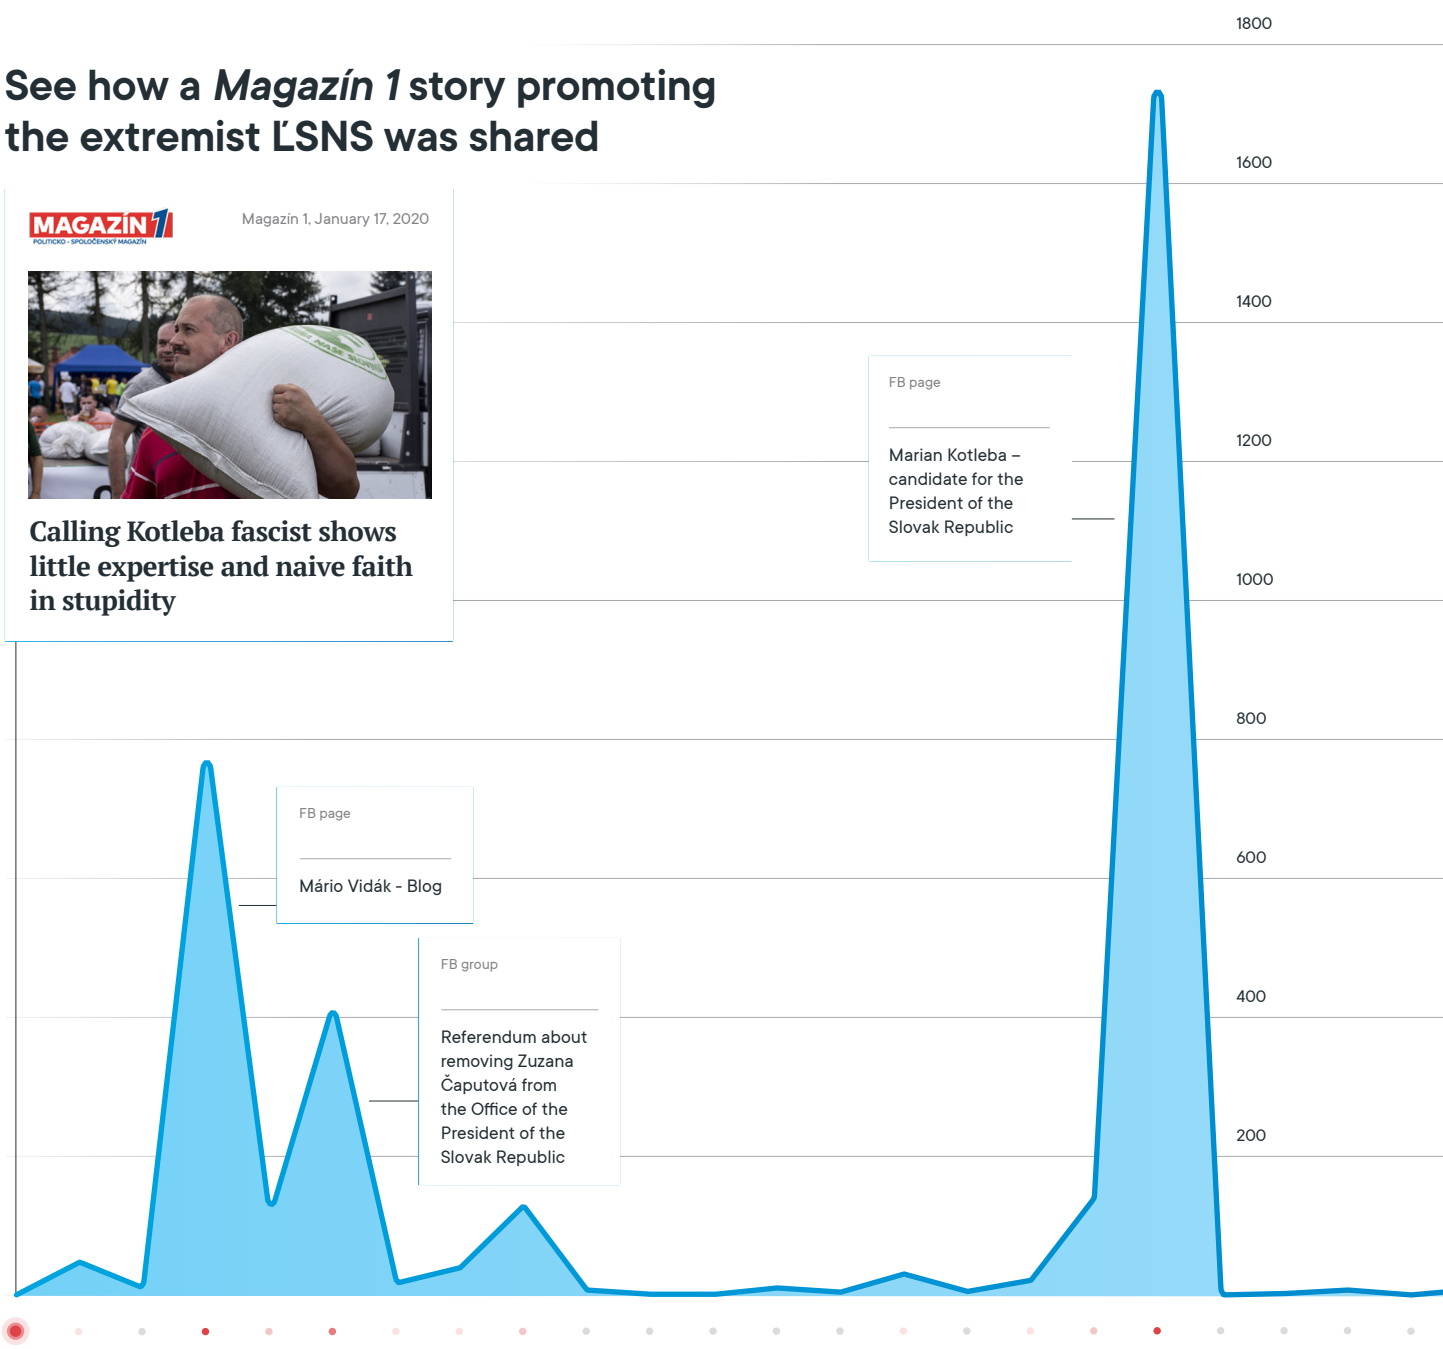 See how a Magazín 1 story promoting
the extremist ĽSNS was shared
MAGAZÍN 1
POLITICKO - SPOLOČENSKÝ MAGAZÍN
Magazín 1, January 17, 2020
NAŠE SLOVENSKO
Calling Kotleba fascist shows
little expertise and naive faith
in stupidity
FB page
Mário Vidák - Blog
FB group
Referendum about
removing Zuzana
Čaputová from
the Office of the
President of the
Slovak Republic
FB page
Marian Kotleba –
candidate for the
President of the
Slovak Republic
1800
1600
1400
1200
1000
800
600
400
200